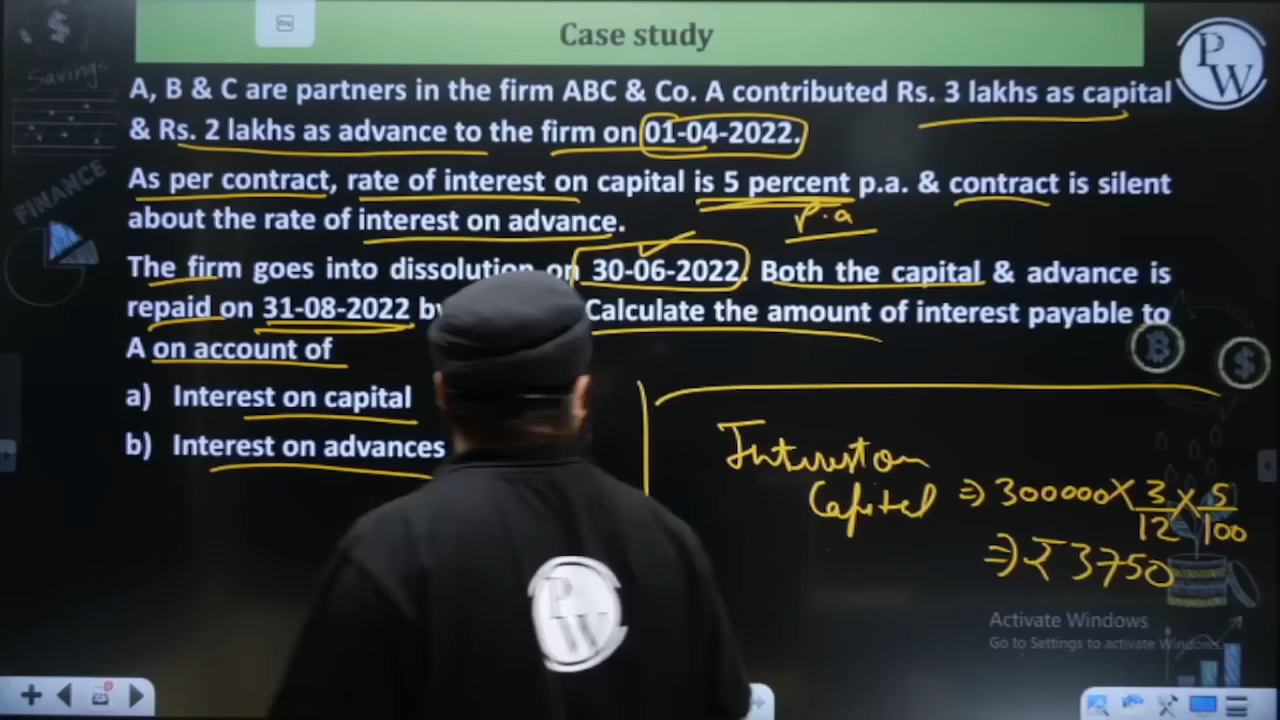 Case study
Savings
FINANCE
PW
A, B & C are partners in the firm ABC & Co. A contributed Rs. 3 lakhs as capital
& Rs. 2 lakhs as advance to the firm on 01-04-2022.
As per contract, rate of interest on capital is 5 percent p.a. & contract is silent
about the rate of interest on advance.
p.a
The firm goes into dissolution on 30-06-2022. Both the capital & advance is
repaid on 31-08-2022 by Calculate the amount of interest payable to
A on account of
a) Interest on capital
b) Interest on advances
Interest on
Capital ⇒ 300000 X 3/12 X 5/100
⇒ ₹ 3750
PW
Activate Windows
Go to Settings to activate Windows.